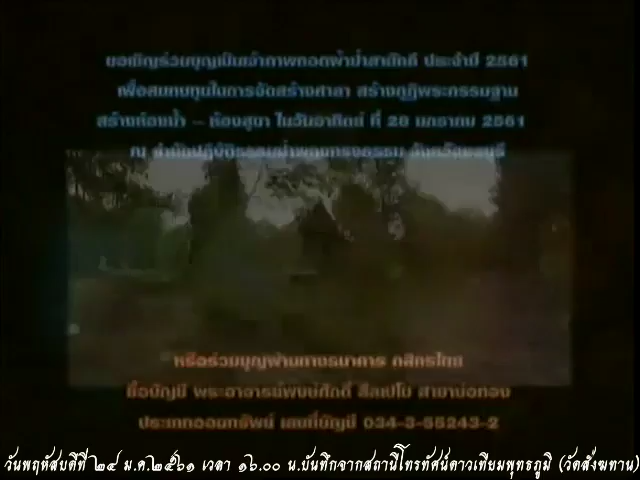 ขอเชิญร่วมบุญเป็นเจ้าภาพทอดผ้าป่าสามัคคี ประจำปี 2561
เพื่อสมทบทุนในการจัดสร้างศาลา สร้างกุฏิพระกรรมฐาน
สร้างห้องน้ำ – ห้องสุขา ในวันอาทิตย์ ที่ 28 มกราคม 2561
ณ สำนักปฏิบัติธรรม
หรือร่วมบุญผ่านทางธนาคาร กสิกรไทย
ชื่อบัญชี พระอาจารย์พงษ์ศักดิ์ สีลเปโม สาขาบ่อทอง
ประเภทออมทรัพย์ เลขที่บัญชี 034-3-55243-2
วันพฤหัสบดีที่ ๒๔ ม.ค.๒๕๖๑ เวลา ๑๖.๐๐ น.บันทึกจากสถานีโทรทัศน์ดาวเทียมพุทธภูมิ (วัดสังฆทาน)